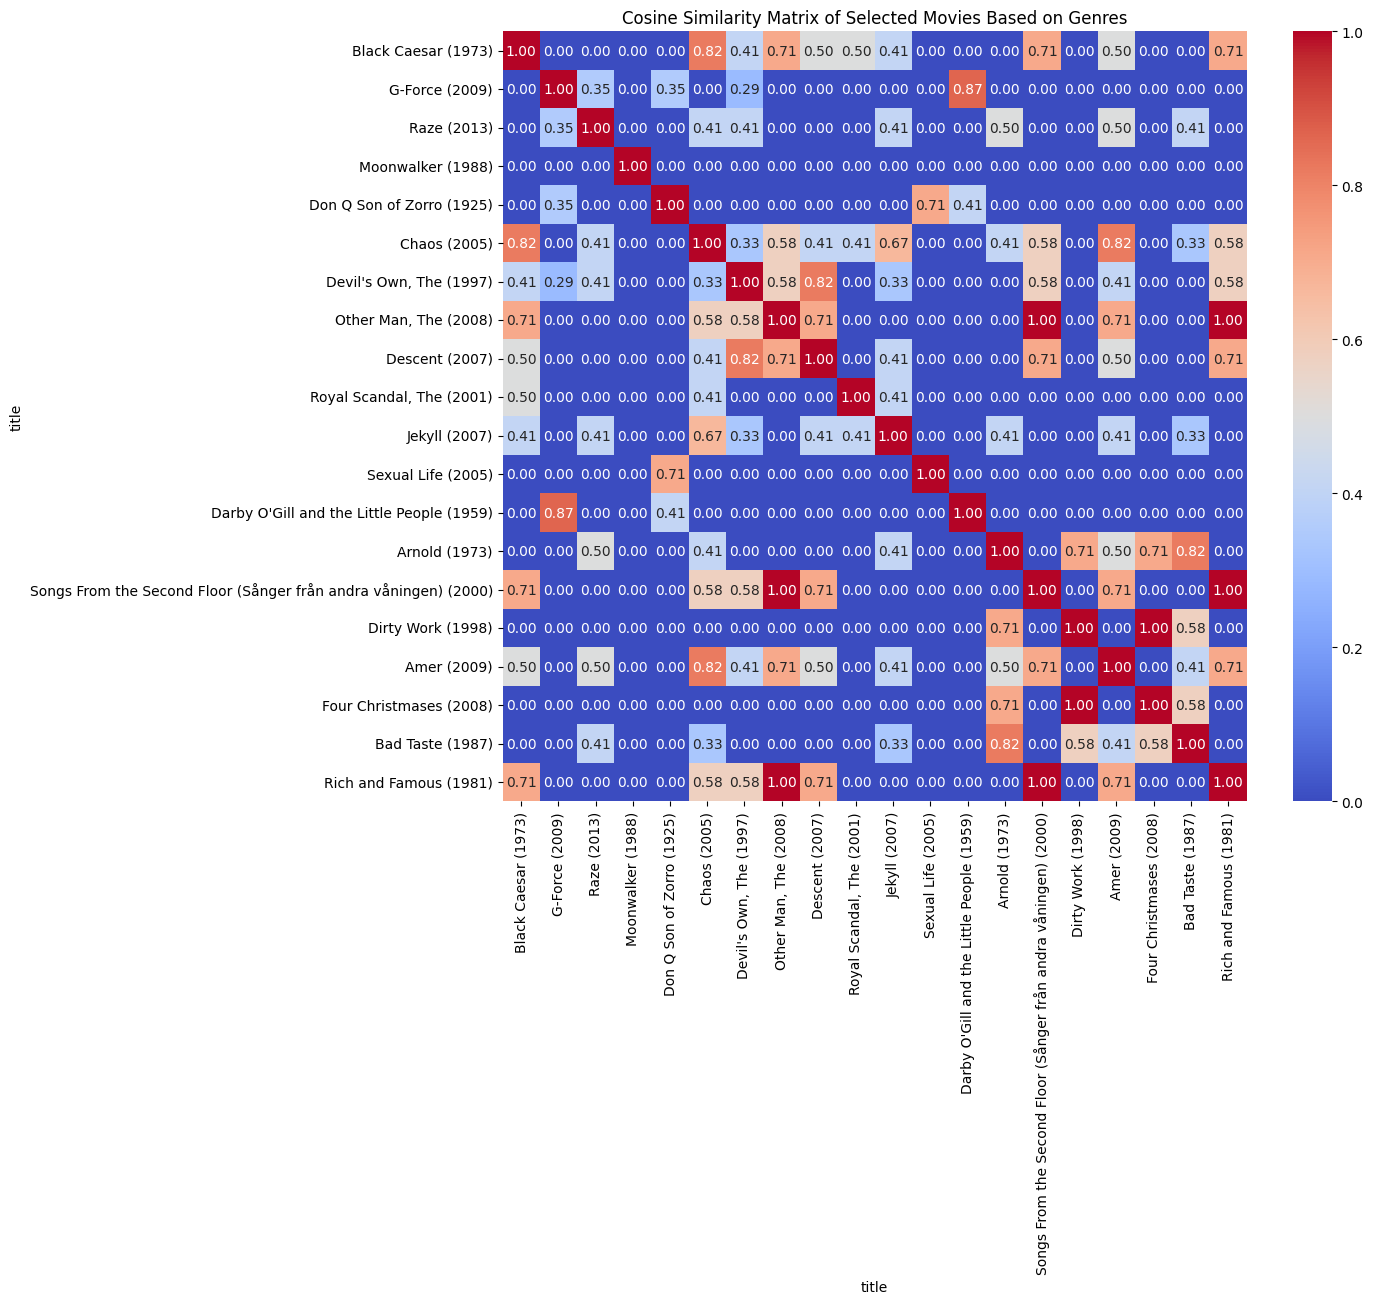 Cosine Similarity Matrix of Selected Movies Based on Genres
Black Caesar (1973) 1.00 0.00 0.00 0.00 0.00 0.82 0.41 0.71 0.50 0.50 0.41 0.00 0.00 0.00 0.71 0.00 0.50 0.00 0.00 0.71
G-Force (2009) 0.00 1.00 0.35 0.00 0.35 0.00 0.29 0.00 0.00 0.00 0.00 0.00 0.87 0.00 0.00 0.00 0.00 0.00 0.00 0.00
Raze (2013) 0.00 0.35 1.00 0.00 0.00 0.41 0.41 0.00 0.00 0.00 0.41 0.00 0.00 0.50 0.00 0.00 0.50 0.00 0.41 0.00
Moonwalker (1988) 0.00 0.00 0.00 1.00 0.00 0.00 0.00 0.00 0.00 0.00 0.00 0.00 0.00 0.00 0.00 0.00 0.00 0.00 0.00 0.00
Don Q Son of Zorro (1925) 0.00 0.35 0.00 0.00 1.00 0.00 0.00 0.00 0.00 0.00 0.00 0.71 0.41 0.00 0.00 0.00 0.00 0.00 0.00 0.00
Chaos (2005) 0.82 0.00 0.41 0.00 0.00 1.00 0.33 0.58 0.41 0.41 0.67 0.00 0.00 0.41 0.58 0.00 0.82 0.00 0.33 0.58
Devil's Own, The (1997) 0.41 0.29 0.41 0.00 0.00 0.33 1.00 0.58 0.82 0.00 0.33 0.00 0.00 0.00 0.58 0.00 0.41 0.00 0.00 0.58
Other Man, The (2008) 0.71 0.00 0.00 0.00 0.00 0.58 0.58 1.00 0.71 0.00 0.00 0.00 0.00 0.00 1.00 0.00 0.71 0.00 0.00 1.00
Descent (2007) 0.50 0.00 0.00 0.00 0.00 0.41 0.82 0.71 1.00 0.00 0.41 0.00 0.00 0.00 0.71 0.00 0.50 0.00 0.00 0.71
Royal Scandal, The (2001) 0.50 0.00 0.00 0.00 0.00 0.41 0.00 0.00 0.00 1.00 0.41 0.00 0.00 0.00 0.00 0.00 0.00 0.00 0.00 0.00
Jekyll (2007) 0.41 0.00 0.41 0.00 0.00 0.67 0.33 0.00 0.41 0.41 1.00 0.00 0.00 0.41 0.00 0.00 0.41 0.00 0.33 0.00
Sexual Life (2005) 0.00 0.00 0.00 0.00 0.71 0.00 0.00 0.00 0.00 0.00 0.00 1.00 0.00 0.00 0.00 0.00 0.00 0.00 0.00 0.00
Darby O'Gill and the Little People (1959) 0.00 0.87 0.00 0.00 0.41 0.00 0.00 0.00 0.00 0.00 0.00 0.00 1.00 0.00 0.00 0.00 0.00 0.00 0.00 0.00
Arnold (1973) 0.00 0.00 0.50 0.00 0.00 0.41 0.00 0.00 0.00 0.00 0.41 0.00 0.00 1.00 0.00 0.71 0.50 0.71 0.82 0.00
Songs From the Second Floor (Sånger från andra våningen) (2000) 0.71 0.00 0.00 0.00 0.00 0.58 0.58 1.00 0.71 0.00 0.00 0.00 0.00 0.00 1.00 0.00 0.71 0.00 0.00 1.00
Dirty Work (1998) 0.00 0.00 0.00 0.00 0.00 0.00 0.00 0.00 0.00 0.00 0.00 0.00 0.00 0.71 0.00 1.00 0.00 1.00 0.58 0.00
Amer (2009) 0.50 0.00 0.50 0.00 0.00 0.82 0.41 0.71 0.50 0.00 0.41 0.00 0.00 0.50 0.71 0.00 1.00 0.00 0.41 0.71
Four Christmases (2008) 0.00 0.00 0.00 0.00 0.00 0.00 0.00 0.00 0.00 0.00 0.00 0.00 0.00 0.71 0.00 1.00 0.00 1.00 0.58 0.00
Bad Taste (1987) 0.00 0.00 0.41 0.00 0.00 0.33 0.00 0.00 0.00 0.00 0.33 0.00 0.00 0.82 0.00 0.58 0.41 0.58 1.00 0.00
Rich and Famous (1981) 0.71 0.00 0.00 0.00 0.00 0.58 0.58 1.00 0.71 0.00 0.00 0.00 0.00 0.00 1.00 0.00 0.71 0.00 0.00 1.00
title
Black Caesar (1973)
G-Force (2009)
Raze (2013)
Moonwalker (1988)
Don Q Son of Zorro (1925)
Chaos (2005)
Devil's Own, The (1997)
Other Man, The (2008)
Descent (2007)
Royal Scandal, The (2001)
Jekyll (2007)
Sexual Life (2005)
Darby O'Gill and the Little People (1959)
Arnold (1973)
Songs From the Second Floor (Sånger från andra våningen) (2000)
Dirty Work (1998)
Amer (2009)
Four Christmases (2008)
Bad Taste (1987)
Rich and Famous (1981)
title
1.0
0.8
0.6
0.4
0.2
0.0